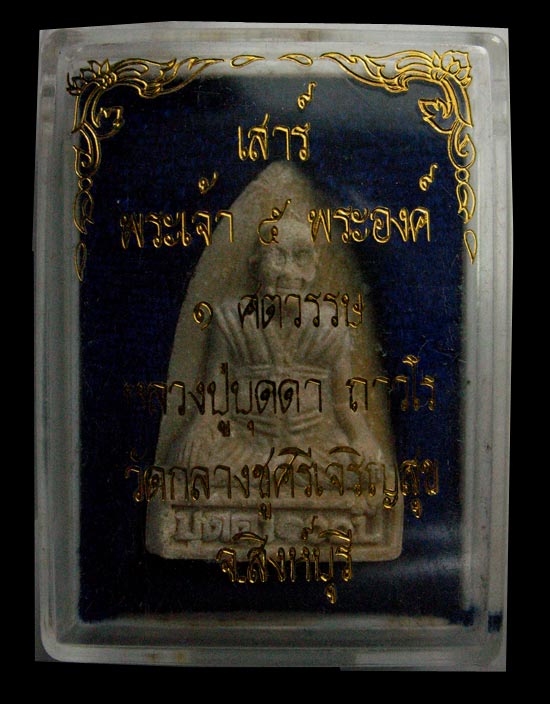 เสาร์
พระเจ้า ๕ พระองค์
๑ ศตวรรษ
หลวงปู่บุดดา ถาวโร
วัดกลางชูศรีเจริญสุข
จ.สิงห์บุรี